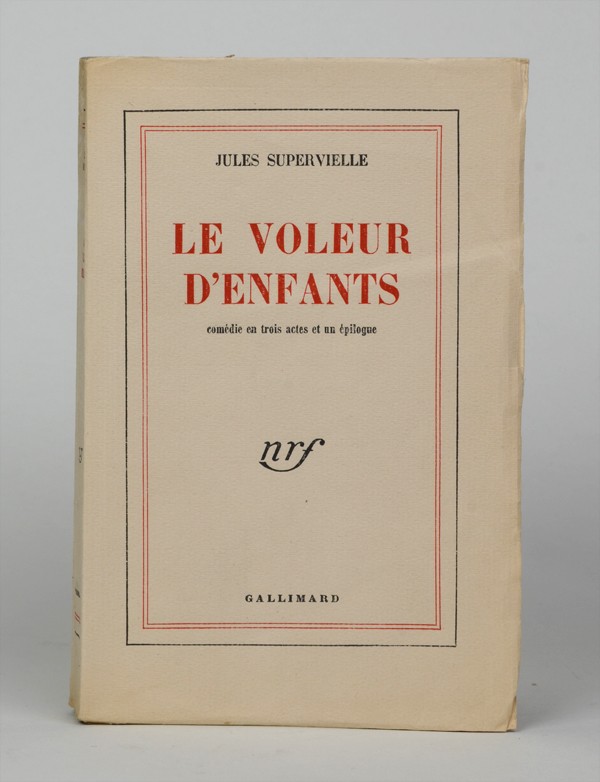 JULES SUPERVIELLE
LE VOLEUR
D'ENFANTS
comédie en trois actes et un épilogue
nrf
GALLIMARD